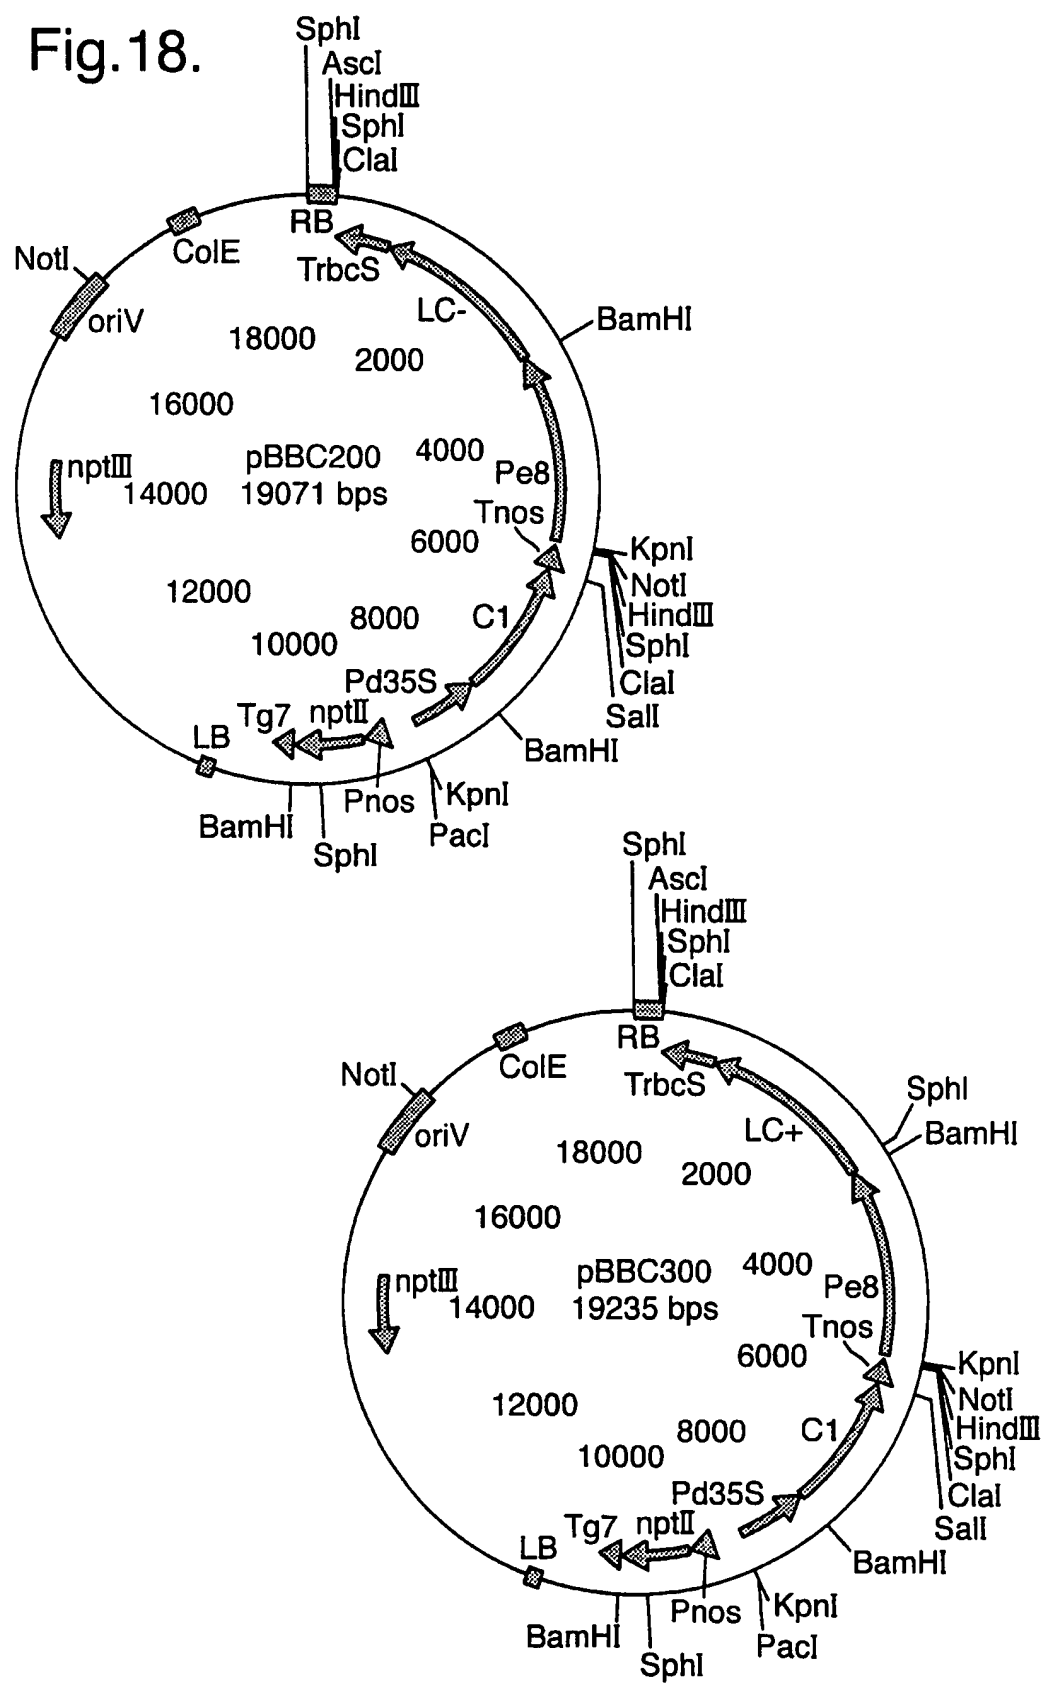 Fig.18.
SphI
AscI
HindIII
SphI
ClaI
RB
ColE
TrbcS
NotI
oriV
LC-
BamHI
18000
2000
16000
pBBC200
19071 bps
4000
Pe8
nptIII
14000
Tnos
6000
KpnI
NotI
HindIII
SphI
ClaI
SalI
12000
8000
C1
10000
Pd35S
Tg7
nptII
LB
BamHI
Pnos
KpnI
BamHI
SphI
PacI
SphI
AscI
HindIII
SphI
ClaI
RB
ColE
TrbcS
NotI
oriV
LC+
SphI
BamHI
18000
2000
16000
pBBC300
19235 bps
4000
Pe8
nptIII
14000
Tnos
6000
KpnI
NotI
HindIII
SphI
ClaI
SalI
12000
8000
C1
10000
Pd35S
Tg7
nptII
LB
BamHI
BamHI
Pnos
KpnI
SphI
PacI